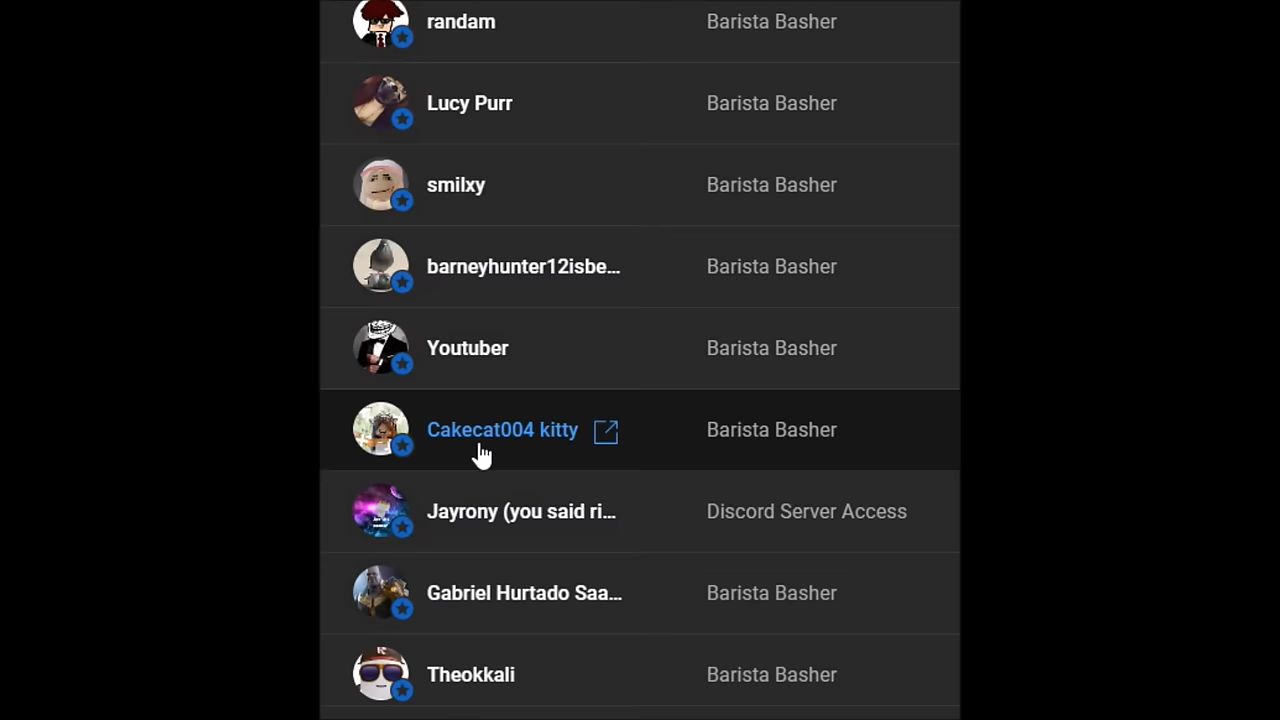 randam Barista Basher
Lucy Purr Barista Basher
smilxy Barista Basher
barneyhunter12isbe... Barista Basher
Youtuber Barista Basher
Cakecat004 kitty Barista Basher
Jayrony (you said ri... Discord Server Access
Gabriel Hurtado Saa... Barista Basher
Theokkali Barista Basher